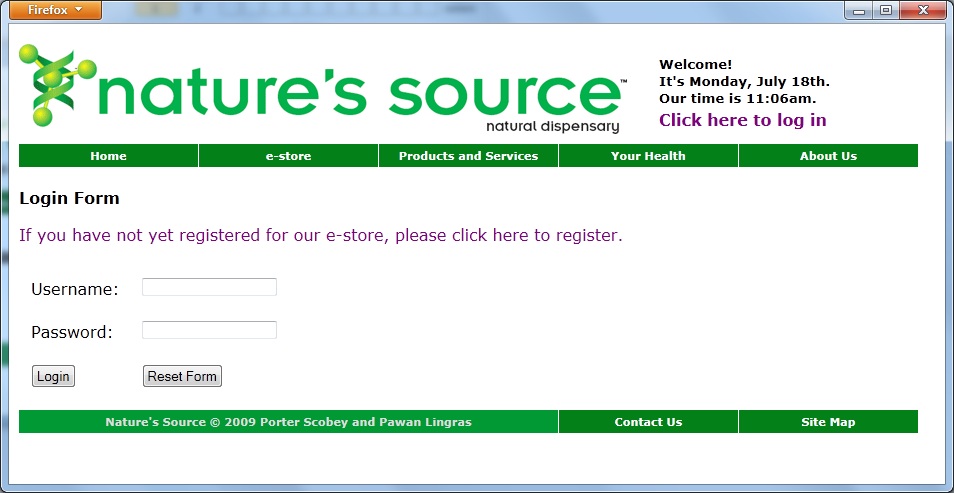 Firefox
nature's source™
natural dispensary
Welcome!
It's Monday, July 18th.
Our time is 11:06am.
Click here to log in
Home e-store Products and Services Your Health About Us
Login Form
If you have not yet registered for our e-store, please click here to register.
Username:
Password:
Login Reset Form
Nature's Source © 2009 Porter Scobey and Pawan Lingras Contact Us Site Map